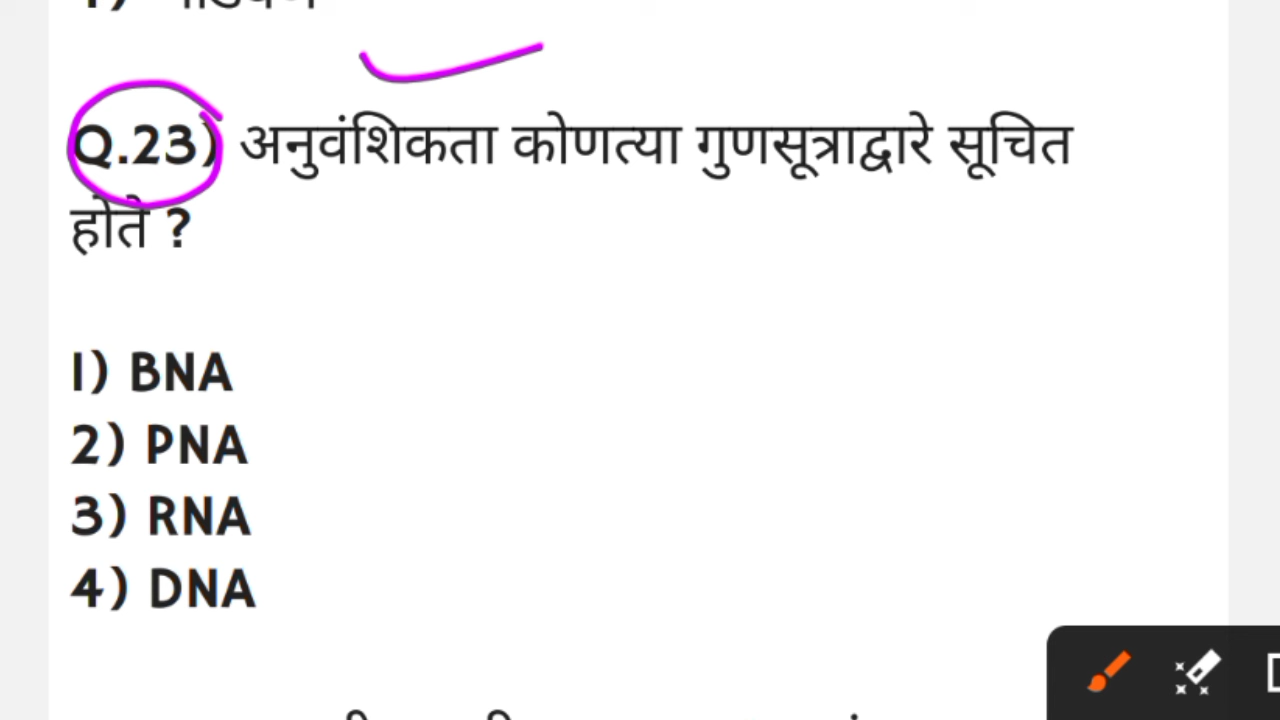 Q.23) अनुवंशिकता कोणत्या गुणसूत्राद्वारे सूचित
होते ?
1) BNA
2) PNA
3) RNA
4) DNA